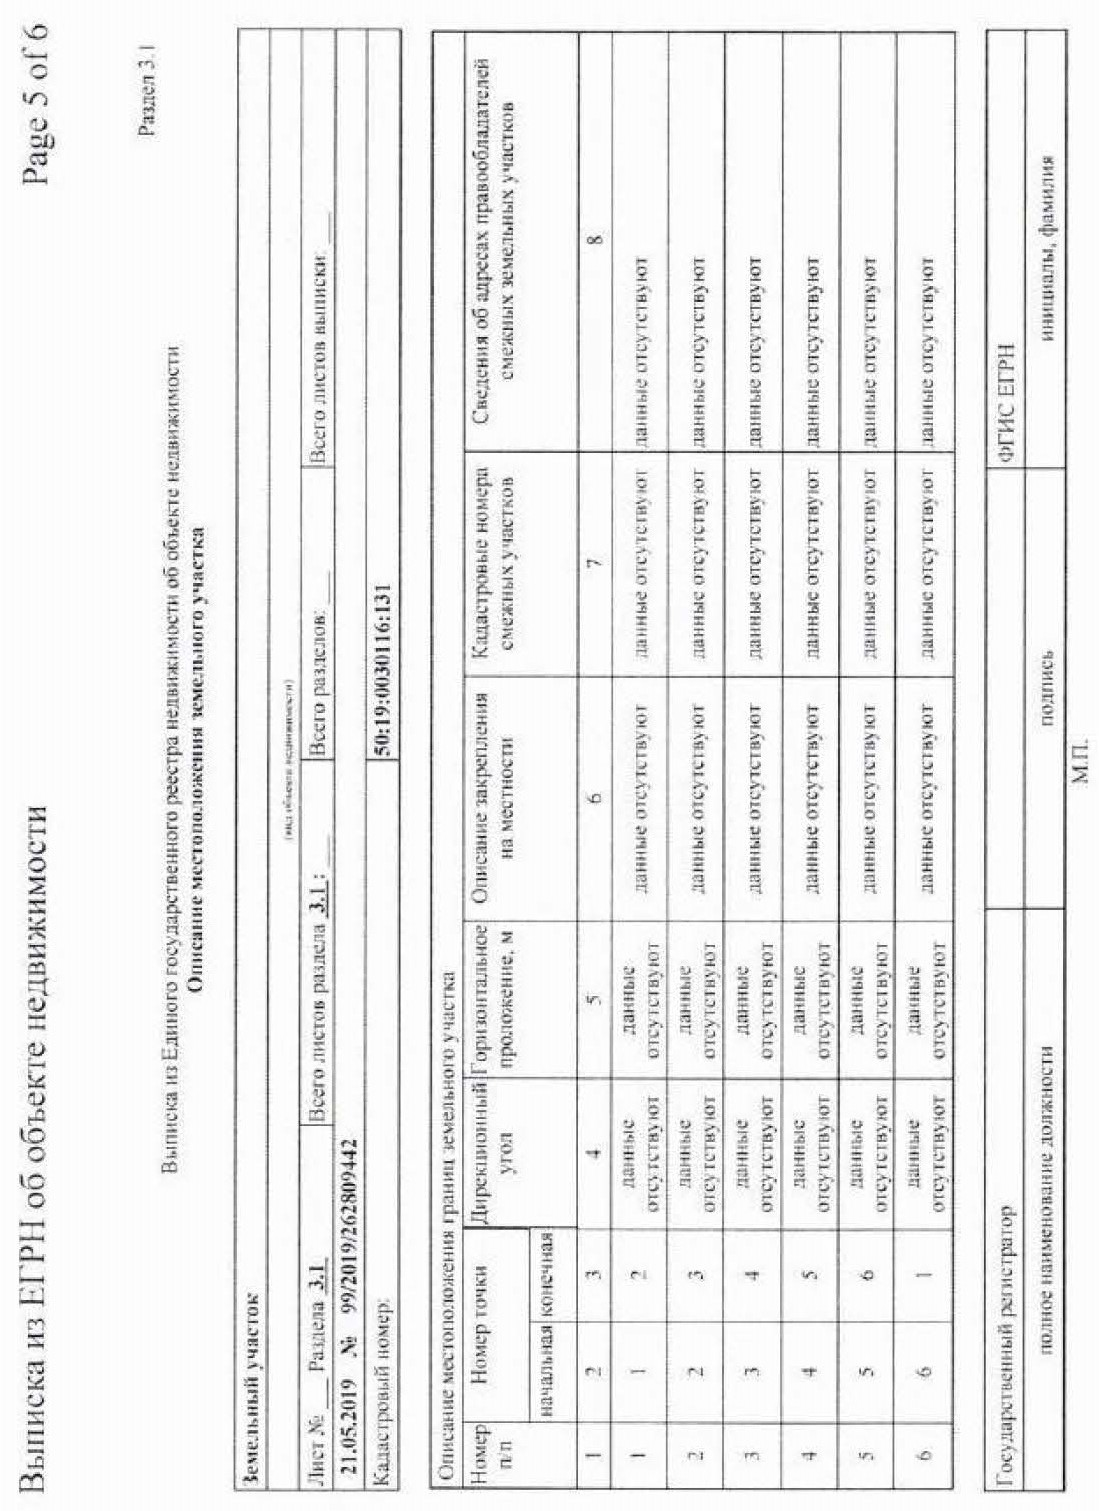 Выписка из ЕГРН об объекте недвижимости Page 5 of 6
Раздел 3.1
Выписка из Единого государственного реестра недвижимости об объекте недвижимости
Описание местоположения земельного участка
Земельный участок
(вид объекта недвижимости)
Лист № ___ Раздела 3.1 Всего листов раздела 3.1 : ___ Всего разделов: ___ Всего листов выписки: ___
21.05.2019 № 99/2019/262809442
Кадастровый номер: 50:19:0030116:131
Описание местоположения границ земельного участка
Номер п/п Номер точки Дирекционный угол Горизонтальное проложение, м Описание закрепления на местности Кадастровые номера смежных участков Сведения об адресах правообладателей смежных земельных участков
начальная конечная
1 2 3 4 5 6 7 8
1 1 2 данные отсутствуют данные отсутствуют данные отсутствуют данные отсутствуют данные отсутствуют
2 2 3 данные отсутствуют данные отсутствуют данные отсутствуют данные отсутствуют данные отсутствуют
3 3 4 данные отсутствуют данные отсутствуют данные отсутствуют данные отсутствуют данные отсутствуют
4 4 5 данные отсутствуют данные отсутствуют данные отсутствуют данные отсутствуют данные отсутствуют
5 5 6 данные отсутствуют данные отсутствуют данные отсутствуют данные отсутствуют данные отсутствуют
6 6 1 данные отсутствуют данные отсутствуют данные отсутствуют данные отсутствуют данные отсутствуют
Государственный регистратор ФГИС ЕГРН
полное наименование должности подпись инициалы, фамилия
М.П.